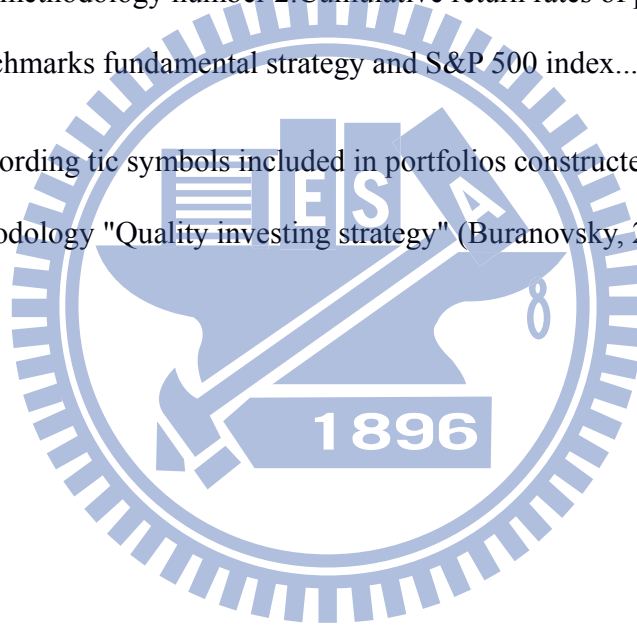 methodology number 2.Cumulative return rates of
chmarks fundamental strategy and S&P 500 index...
ording tic symbols included in portfolios constructe
odology "Quality investing strategy" (Buranovsky, 2
E S A
8
1896